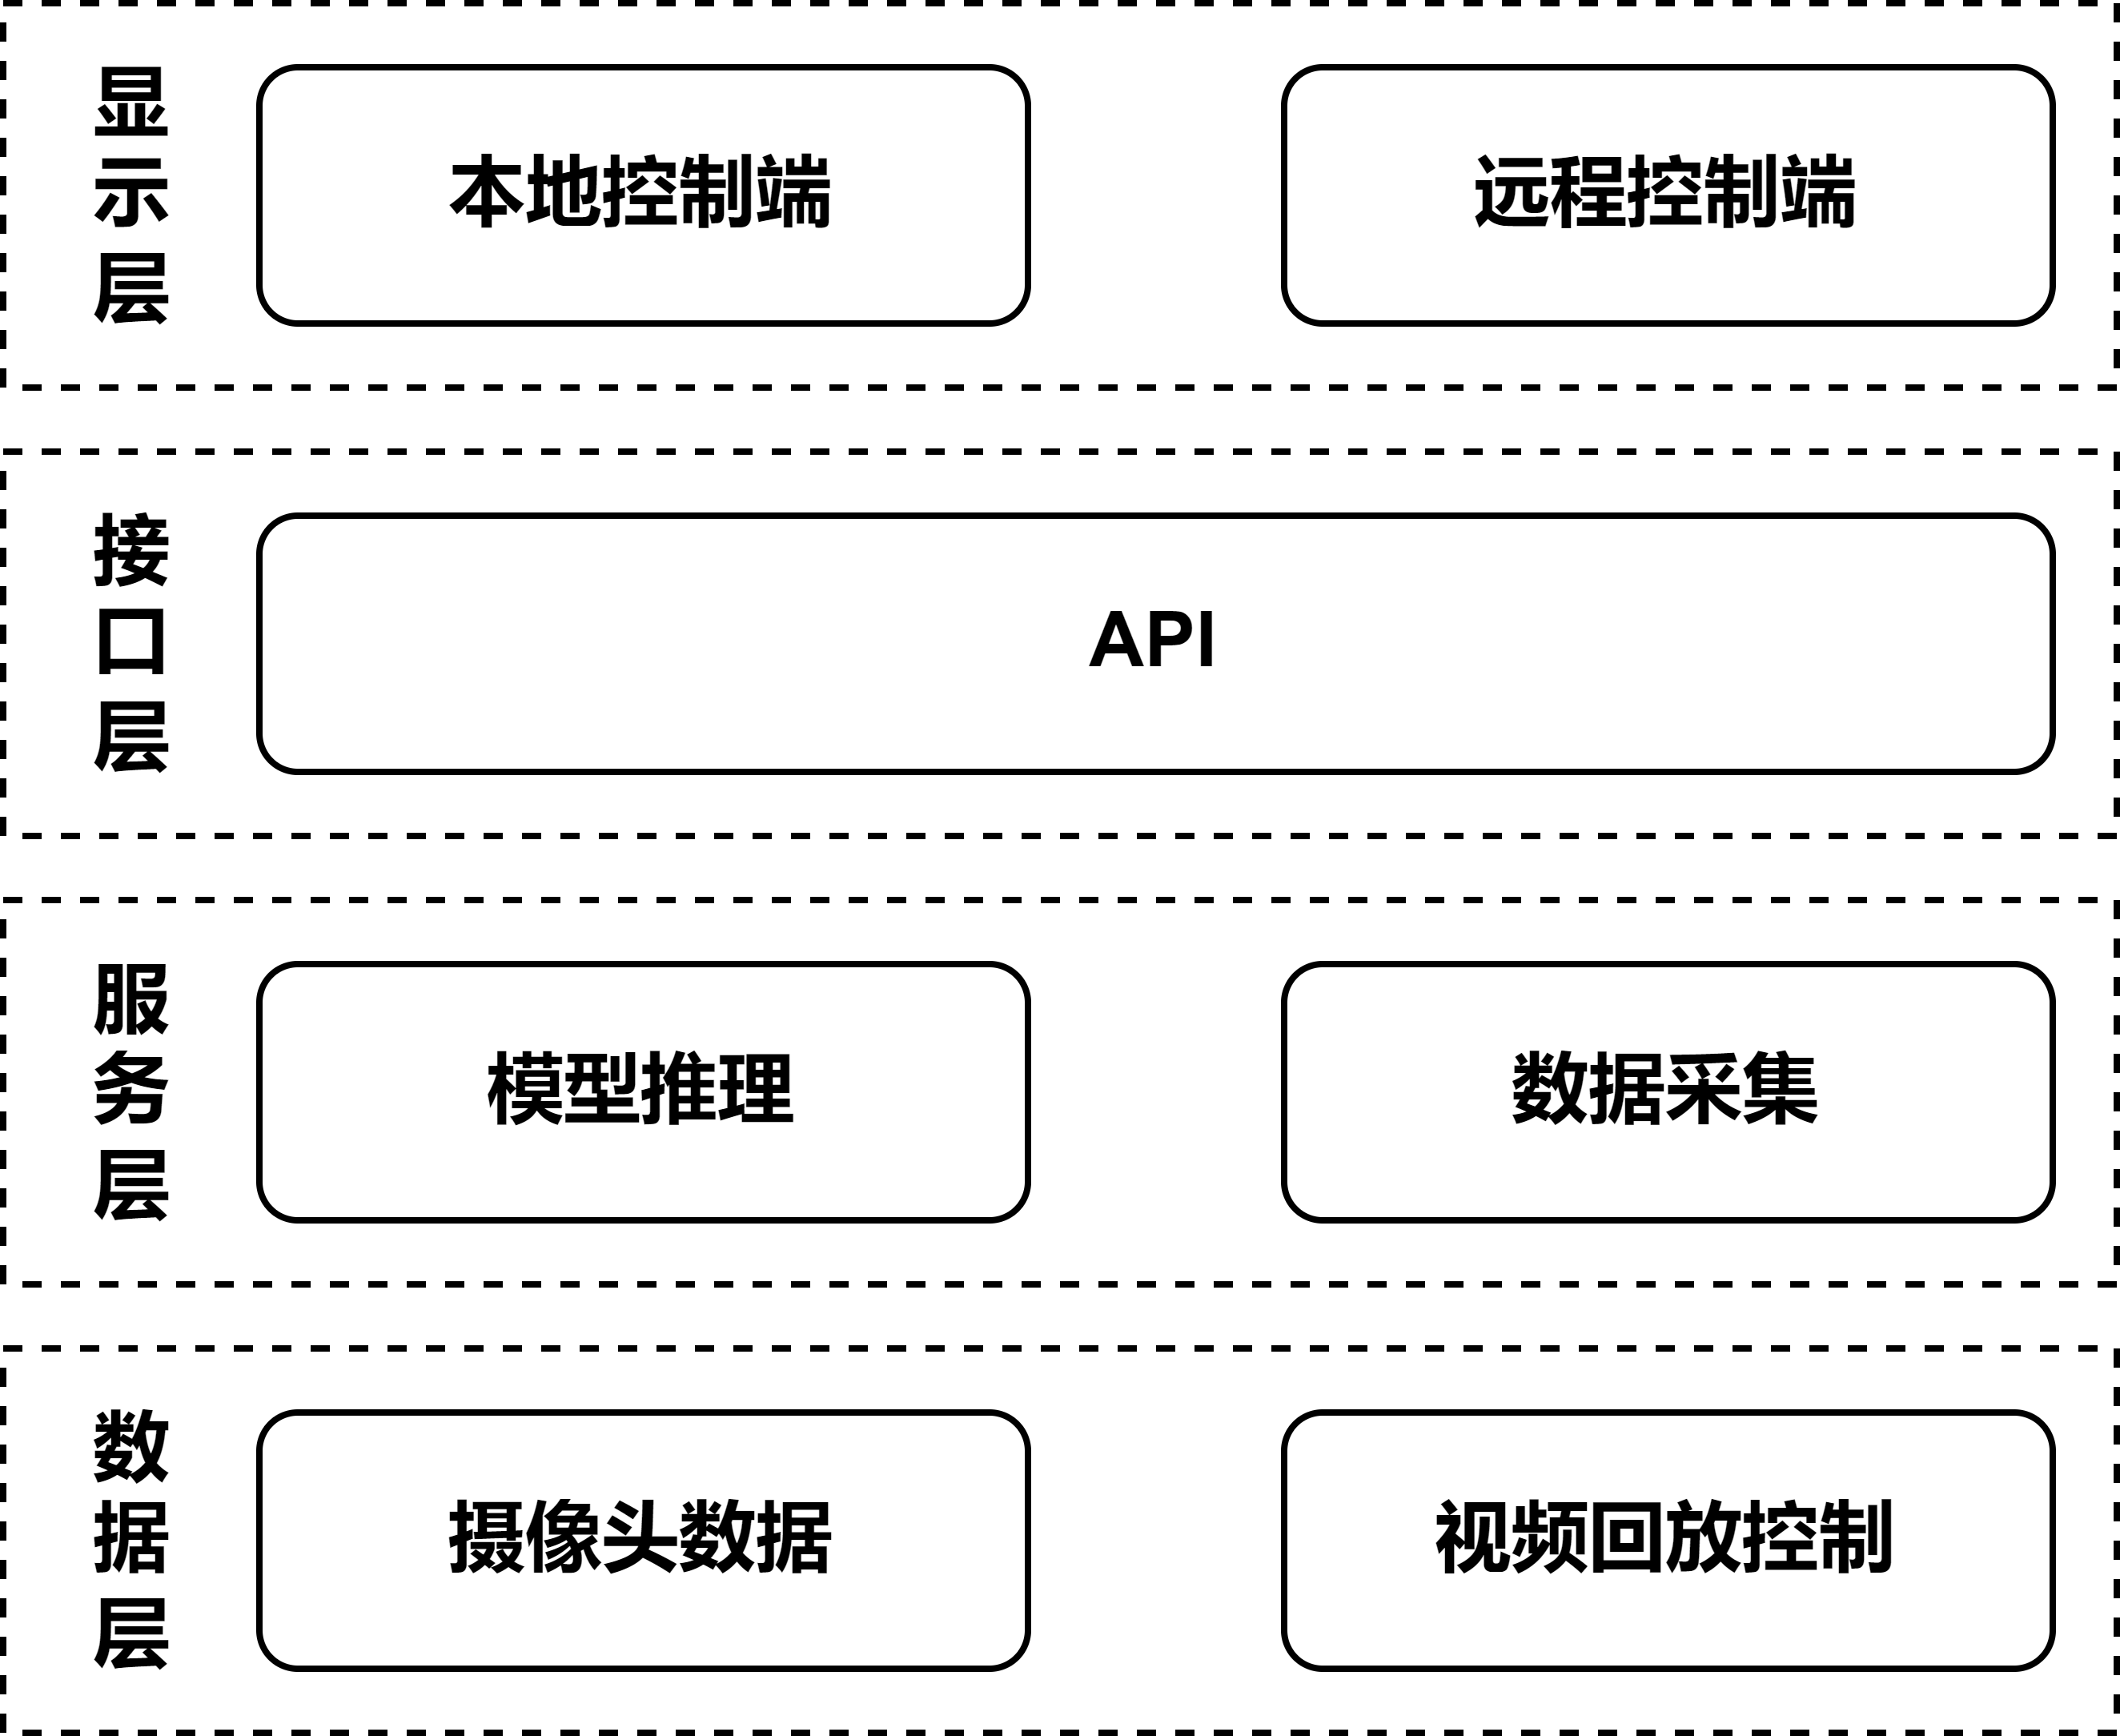 显示层
本地控制端
远程控制端
接口层
API
服务层
模型推理
数据采集
数据层
摄像头数据
视频回放控制